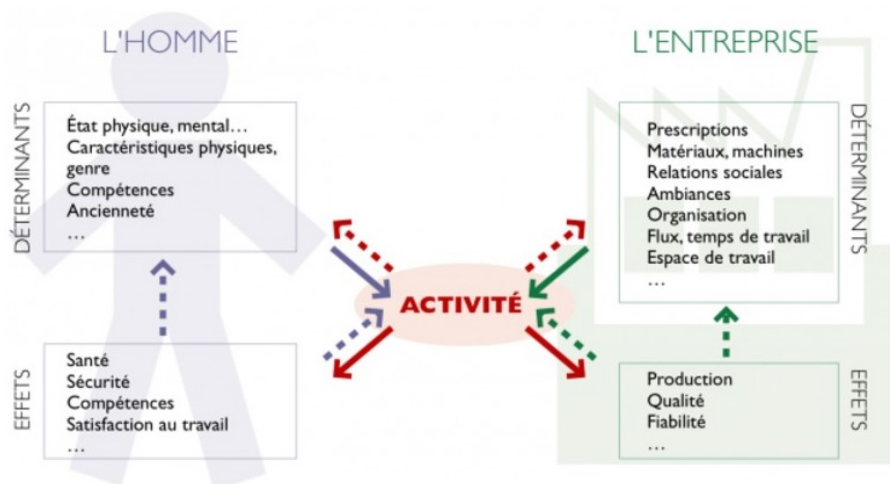 L'HOMME
DÉTERMINANTS
État physique, mental...
Caractéristiques physiques,
genre
Compétences
Ancienneté
...
EFFETS
Santé
Sécurité
Compétences
Satisfaction au travail
...
ACTIVITÉ
L'ENTREPRISE
DÉTERMINANTS
Prescriptions
Matériaux, machines
Relations sociales
Ambiances
Organisation
Flux, temps de travail
Espace de travail
...
EFFETS
Production
Qualité
Fiabilité
...